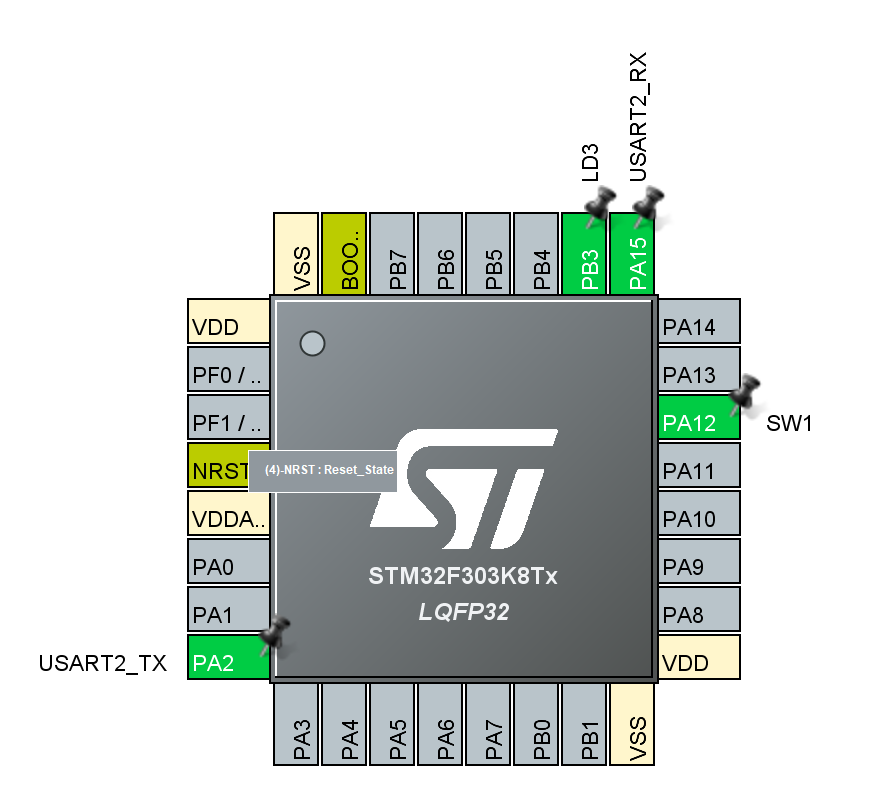 USART2_RX
LD3
VSS
BOO..
PB7
PB6
PB5
PB4
PB3
PA15
VDD
PF0 / ..
PF1 / ..
NRST
VDDA..
PA0
PA1
PA2
USART2_TX
(4)-NRST : Reset_State
STM32F303K8Tx
LQFP32
PA14
PA13
PA12
SW1
PA11
PA10
PA9
PA8
VDD
PA3
PA4
PA5
PA6
PA7
PB0
PB1
VSS